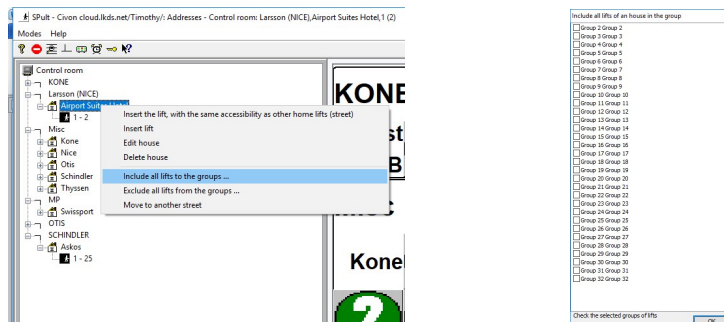 SPult - Civon cloud.lkds.net/Timothy/: Addresses - Control room: Larsson (NICE),Airport Suites Hotel,1 (2)
Modes Help
Control room
KONE
Larsson (NICE)
Airport Suites Hotel
1 - 2
Misc
Kone
Nice
Otis
Schindler
Thyssen
MP
Swissport
OTIS
SCHINDLER
Askos
1 - 25
Insert the lift, with the same accessibility as other home lifts (street)
Insert lift
Edit house
Delete house
Include all lifts to the groups ...
Exclude all lifts from the groups ...
Move to another street
KONE
st
B
Kone
?
Include all lifts of an house in the group
Group 2 Group 2
Group 3 Group 3
Group 4 Group 4
Group 5 Group 5
Group 6 Group 6
Group 7 Group 7
Group 8 Group 8
Group 9 Group 9
Group 10 Group 10
Group 11 Group 11
Group 12 Group 12
Group 13 Group 13
Group 14 Group 14
Group 15 Group 15
Group 16 Group 16
Group 17 Group 17
Group 18 Group 18
Group 19 Group 19
Group 20 Group 20
Group 21 Group 21
Group 22 Group 22
Group 23 Group 23
Group 24 Group 24
Group 25 Group 25
Group 26 Group 26
Group 27 Group 27
Group 28 Group 28
Group 29 Group 29
Group 30 Group 30
Group 31 Group 31
Group 32 Group 32
Check the selected groups of lifts
OK